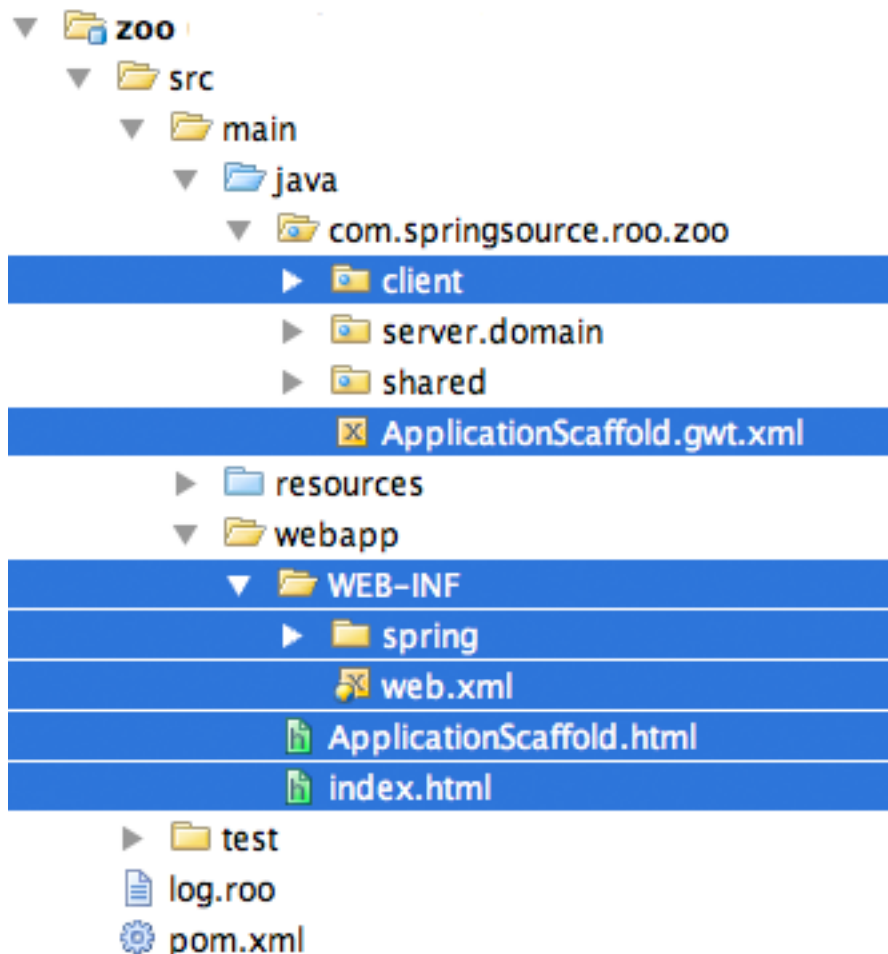 zoo
src
main
java
com.springsource.roo.zoo
client
server.domain
shared
ApplicationScaffold.gwt.xml
resources
webapp
WEB-INF
spring
web.xml
ApplicationScaffold.html
index.html
test
log.roo
pom.xml